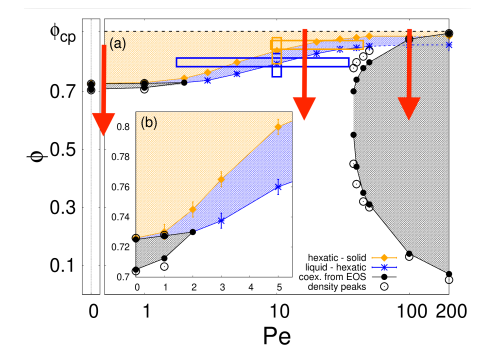 ϕcp
(a)
0.7
0.5
0.3
0.1
ϕ
(b)
0.8
0.78
0.76
0.74
0.72
0.7
0 1 2 3 4 5
hexatic - solid
liquid - hexatic
coex. from EOS
density peaks
0 1 10 100 200
Pe